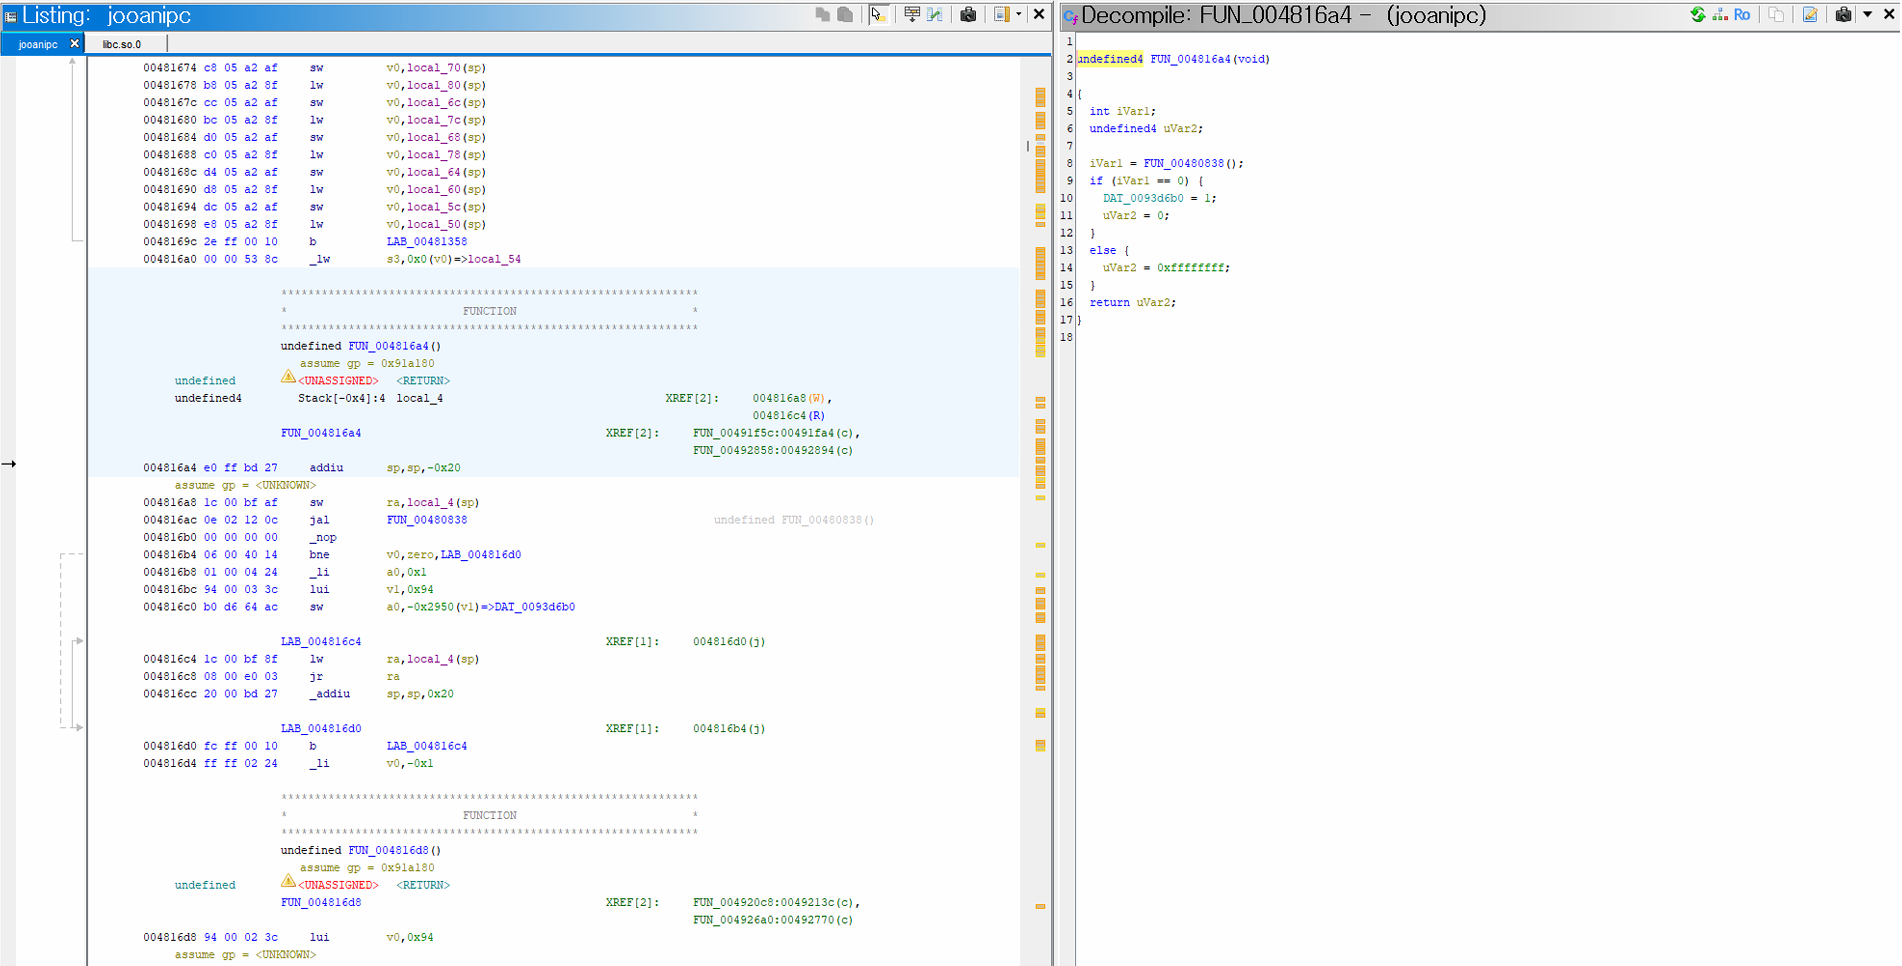 Listing: jooanipc
jooanipc
libc.so.0
00481674 c8 05 a2 af sw v0,local_70(sp)
00481678 b8 05 a2 8f lw v0,local_80(sp)
0048167c cc 05 a2 af sw v0,local_6c(sp)
00481680 bc 05 a2 8f lw v0,local_7c(sp)
00481684 d0 05 a2 af sw v0,local_68(sp)
00481688 c0 05 a2 8f lw v0,local_78(sp)
0048168c d4 05 a2 af sw v0,local_64(sp)
00481690 d8 05 a2 8f lw v0,local_60(sp)
00481694 dc 05 a2 af sw v0,local_5c(sp)
00481698 e8 05 a2 8f lw v0,local_50(sp)
0048169c 2e ff 00 10 b LAB_00481358
004816a0 00 00 53 8c _lw s3,0x0(v0)=>local_54
**************************************************************
* FUNCTION *
**************************************************************
undefined FUN_004816a4()
assume gp = 0x91a180
undefined <UNASSIGNED> <RETURN>
undefined4 Stack[-0x4]:4 local_4 XREF[2]: 004816a8(W),
004816c4(R)
FUN_004816a4 XREF[2]: FUN_00491f5c:00491fa4(c),
FUN_00492858:00492894(c)
004816a4 e0 ff bd 27 addiu sp,sp,-0x20
assume gp = <UNKNOWN>
004816a8 1c 00 bf af sw ra,local_4(sp)
004816ac 0e 02 12 0c jal FUN_00480838 undefined FUN_00480838()
004816b0 00 00 00 00 _nop
004816b4 06 00 40 14 bne v0,zero,LAB_004816d0
004816b8 01 00 04 24 _li a0,0x1
004816bc 94 00 03 3c lui v1,0x94
004816c0 b0 d6 64 ac sw a0,-0x2950(v1)=>DAT_0093d6b0
LAB_004816c4 XREF[1]: 004816d0(j)
004816c4 1c 00 bf 8f lw ra,local_4(sp)
004816c8 08 00 e0 03 jr ra
004816cc 20 00 bd 27 _addiu sp,sp,0x20
LAB_004816d0 XREF[1]: 004816b4(j)
004816d0 fc ff 00 10 b LAB_004816c4
004816d4 ff ff 02 24 _li v0,-0x1
**************************************************************
* FUNCTION *
**************************************************************
undefined FUN_004816d8()
assume gp = 0x91a180
undefined <UNASSIGNED> <RETURN>
FUN_004816d8 XREF[2]: FUN_004920c8:0049213c(c),
FUN_004926a0:00492770(c)
004816d8 94 00 02 3c lui v0,0x94
assume gp = <UNKNOWN>
Decompile: FUN_004816a4 - (jooanipc)
Ro
1
2 undefined4 FUN_004816a4(void)
3
4 {
5 int iVar1;
6 undefined4 uVar2;
7
8 iVar1 = FUN_00480838();
9 if (iVar1 == 0) {
10 DAT_0093d6b0 = 1;
11 uVar2 = 0;
12 }
13 else {
14 uVar2 = 0xffffffff;
15 }
16 return uVar2;
17 }
18